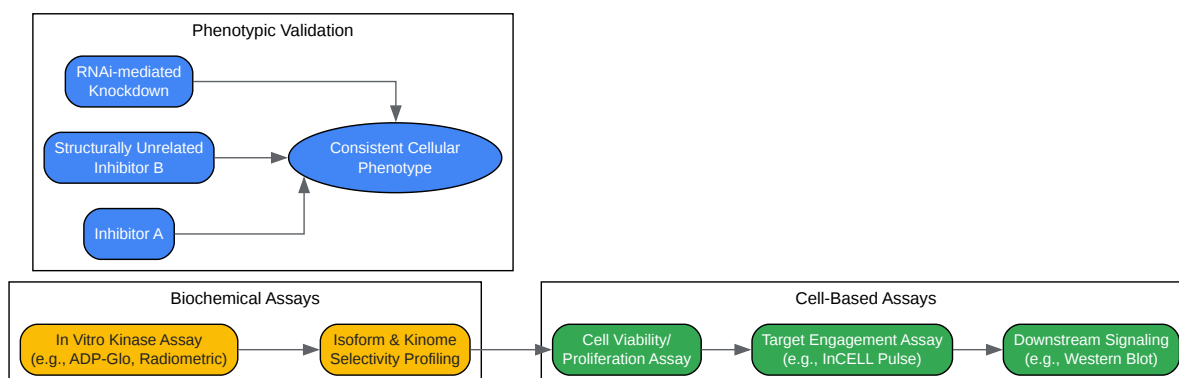 Phenotypic Validation
RNAi-mediated
Knockdown
Structurally Unrelated
Inhibitor B
Consistent Cellular
Phenotype
Inhibitor A
Biochemical Assays
In Vitro Kinase Assay
(e.g., ADP-Glo, Radiometric)
Isoform & Kinome
Selectivity Profiling
Cell-Based Assays
Cell Viability/
Proliferation Assay
Target Engagement Assay
(e.g., InCELL Pulse)
Downstream Signaling
(e.g., Western Blot)